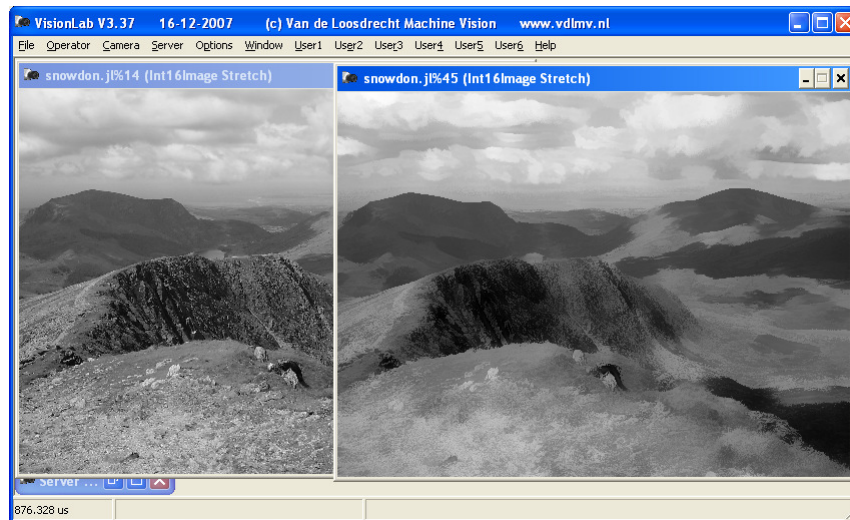 VisionLab V3.37 16-12-2007 (c) Van de Loosdrecht Machine Vision www.vdlmv.nl
File Operator Camera Server Options Window User1 User2 User3 User4 User5 User6 Help
snowdon.jl%14 (Int16Image Stretch)
snowdon.jl%45 (Int16Image Stretch)
Server ...
876.328 us